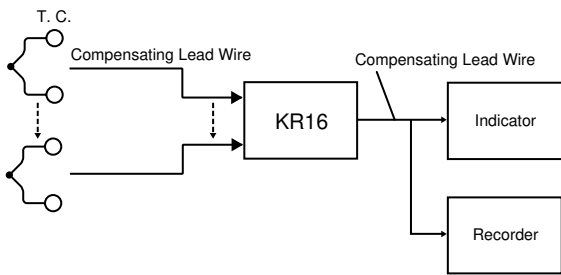 T. C.
Compensating Lead Wire
Compensating Lead Wire
KR16
Indicator
Recorder